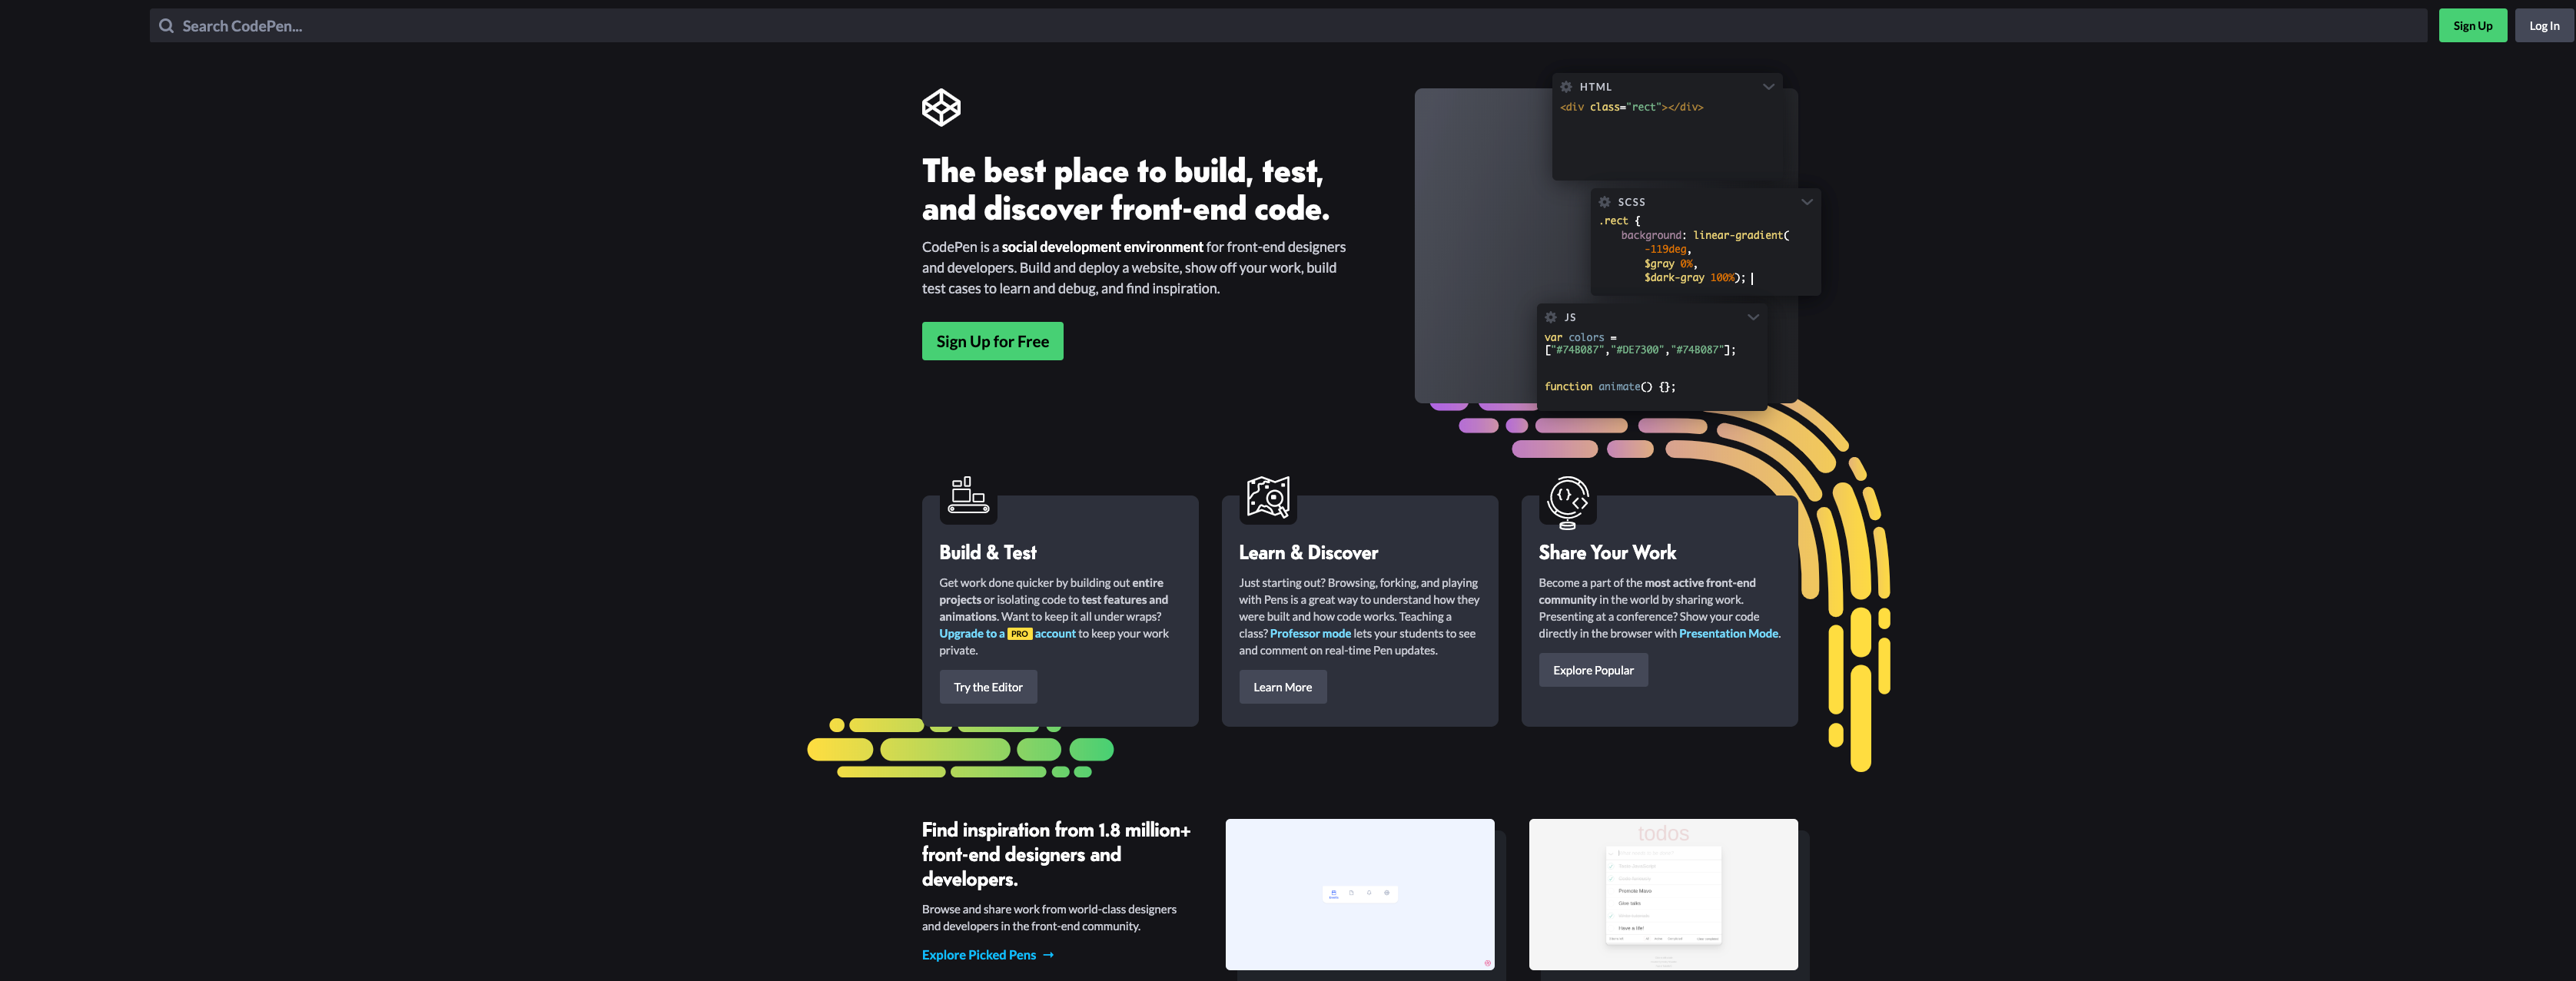 Search CodePen...
Sign Up
Log In
The best place to build, test,
and discover front-end code.
CodePen is a social development environment for front-end designers
and developers. Build and deploy a website, show off your work, build
test cases to learn and debug, and find inspiration.
Sign Up for Free
HTML
<div class="rect"></div>
SCSS
.rect {
background: linear-gradient(
-119deg,
$gray 0%,
$dark-gray 100%);
JS
var colors =
["#74B087","#DE7300","#74B087"];
function animate() {};
Build & Test
Get work done quicker by building out entire
projects or isolating code to test features and
animations. Want to keep it all under wraps?
Upgrade to a PRO account to keep your work
private.
Try the Editor
Learn & Discover
Just starting out? Browsing, forking, and playing
with Pens is a great way to understand how they
were built and how code works. Teaching a
class? Professor mode lets your students to see
and comment on real-time Pen updates.
Learn More
Share Your Work
Become a part of the most active front-end
community in the world by sharing work.
Presenting at a conference? Show your code
directly in the browser with Presentation Mode.
Explore Popular
Find inspiration from 1.8 million+
front-end designers and
developers.
Browse and share work from world-class designers
and developers in the front-end community.
Explore Picked Pens →
todos
Promote Mavo
Give talks
Have a life!